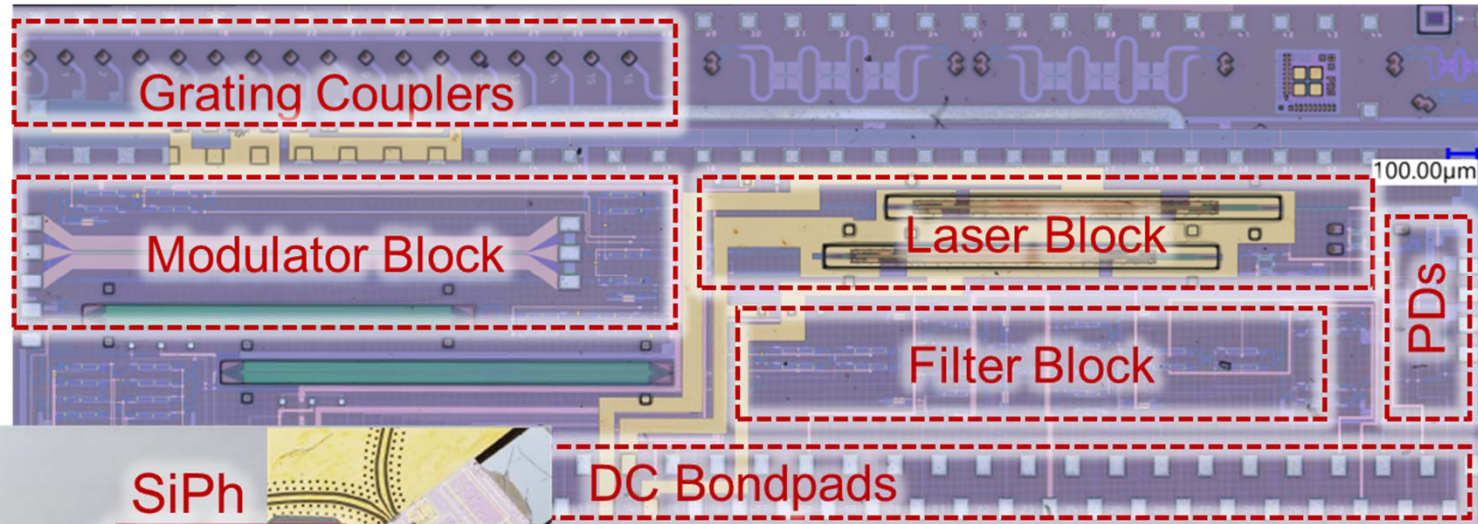 Grating Couplers
100.00μm
Modulator Block
Laser Block
PDs
Filter Block
SiPh
DC Bondpads